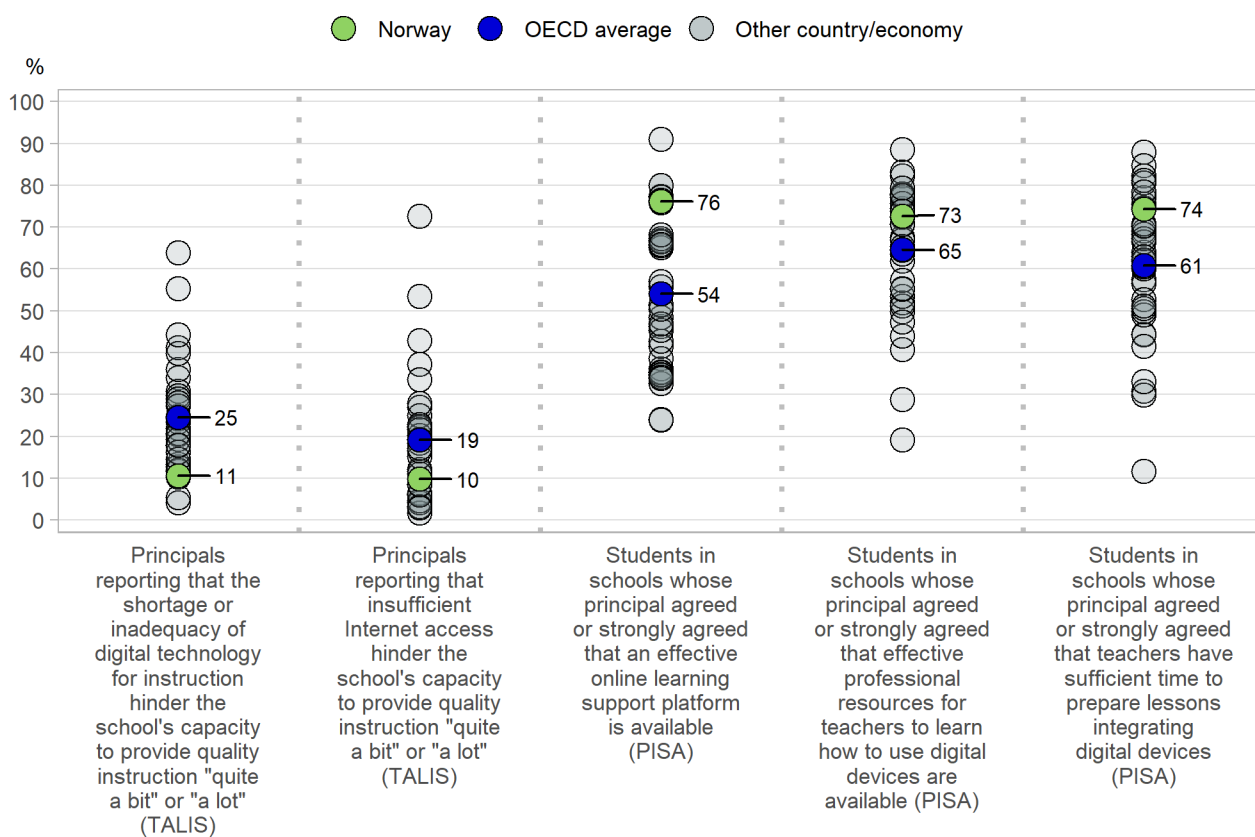 Norway OECD average Other country/economy
%
100
90
80
70
60
50
40
30
20
10
0
25
11
19
10
76
54
73
65
74
61
Principals
reporting that the
shortage or
inadequacy of
digital technology
for instruction
hinder the
school's capacity
to provide quality
instruction "quite
a bit" or "a lot"
(TALIS)
Principals
reporting that
insufficient
Internet access
hinder the
school's capacity
to provide quality
instruction "quite
a bit" or "a lot"
(TALIS)
Students in
schools whose
principal agreed
or strongly agreed
that an effective
online learning
support platform
is available
(PISA)
Students in
schools whose
principal agreed
or strongly agreed
that effective
professional
resources for
teachers to learn
how to use digital
devices are
available (PISA)
Students in
schools whose
principal agreed
or strongly agreed
that teachers have
sufficient time to
prepare lessons
integrating
digital devices
(PISA)